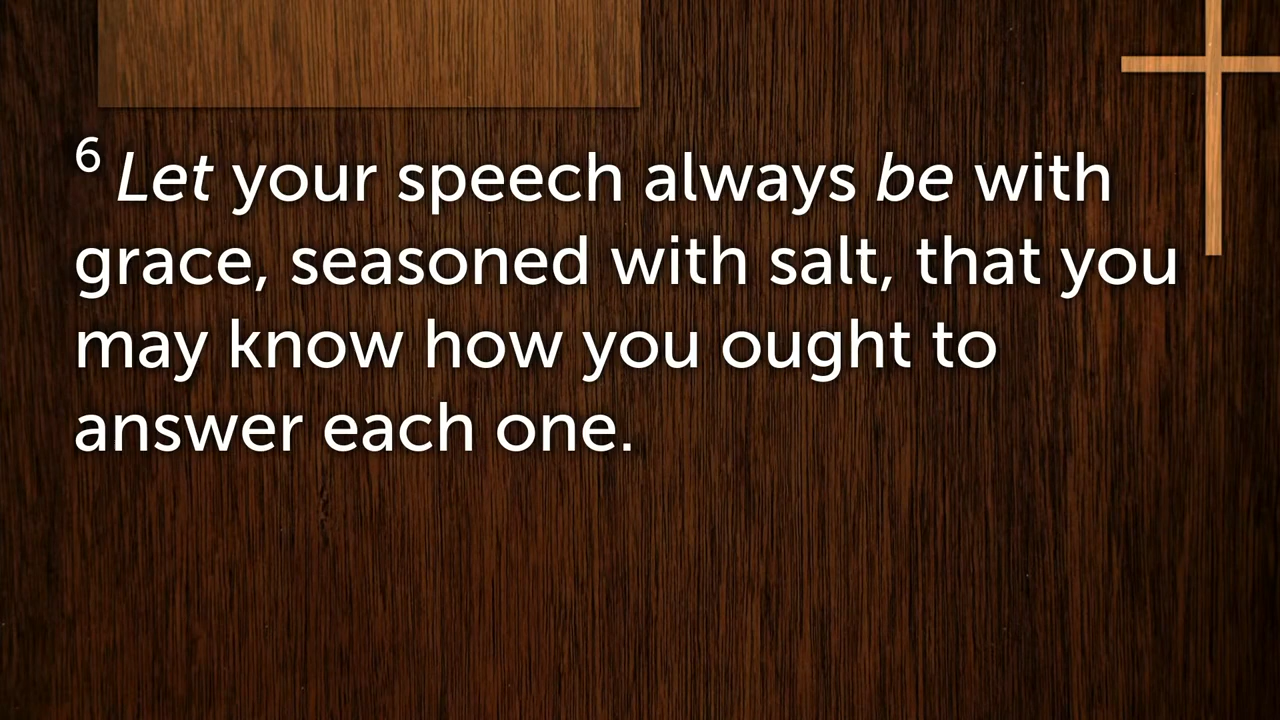 6 Let your speech always be with
grace, seasoned with salt, that you
may know how you ought to
answer each one.